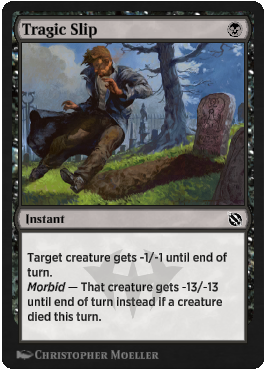 Tragic Slip
Instant
Target creature gets -1/-1 until end of
turn.
Morbid — That creature gets -13/-13
until end of turn instead if a creature
died this turn.
Christopher Moeller